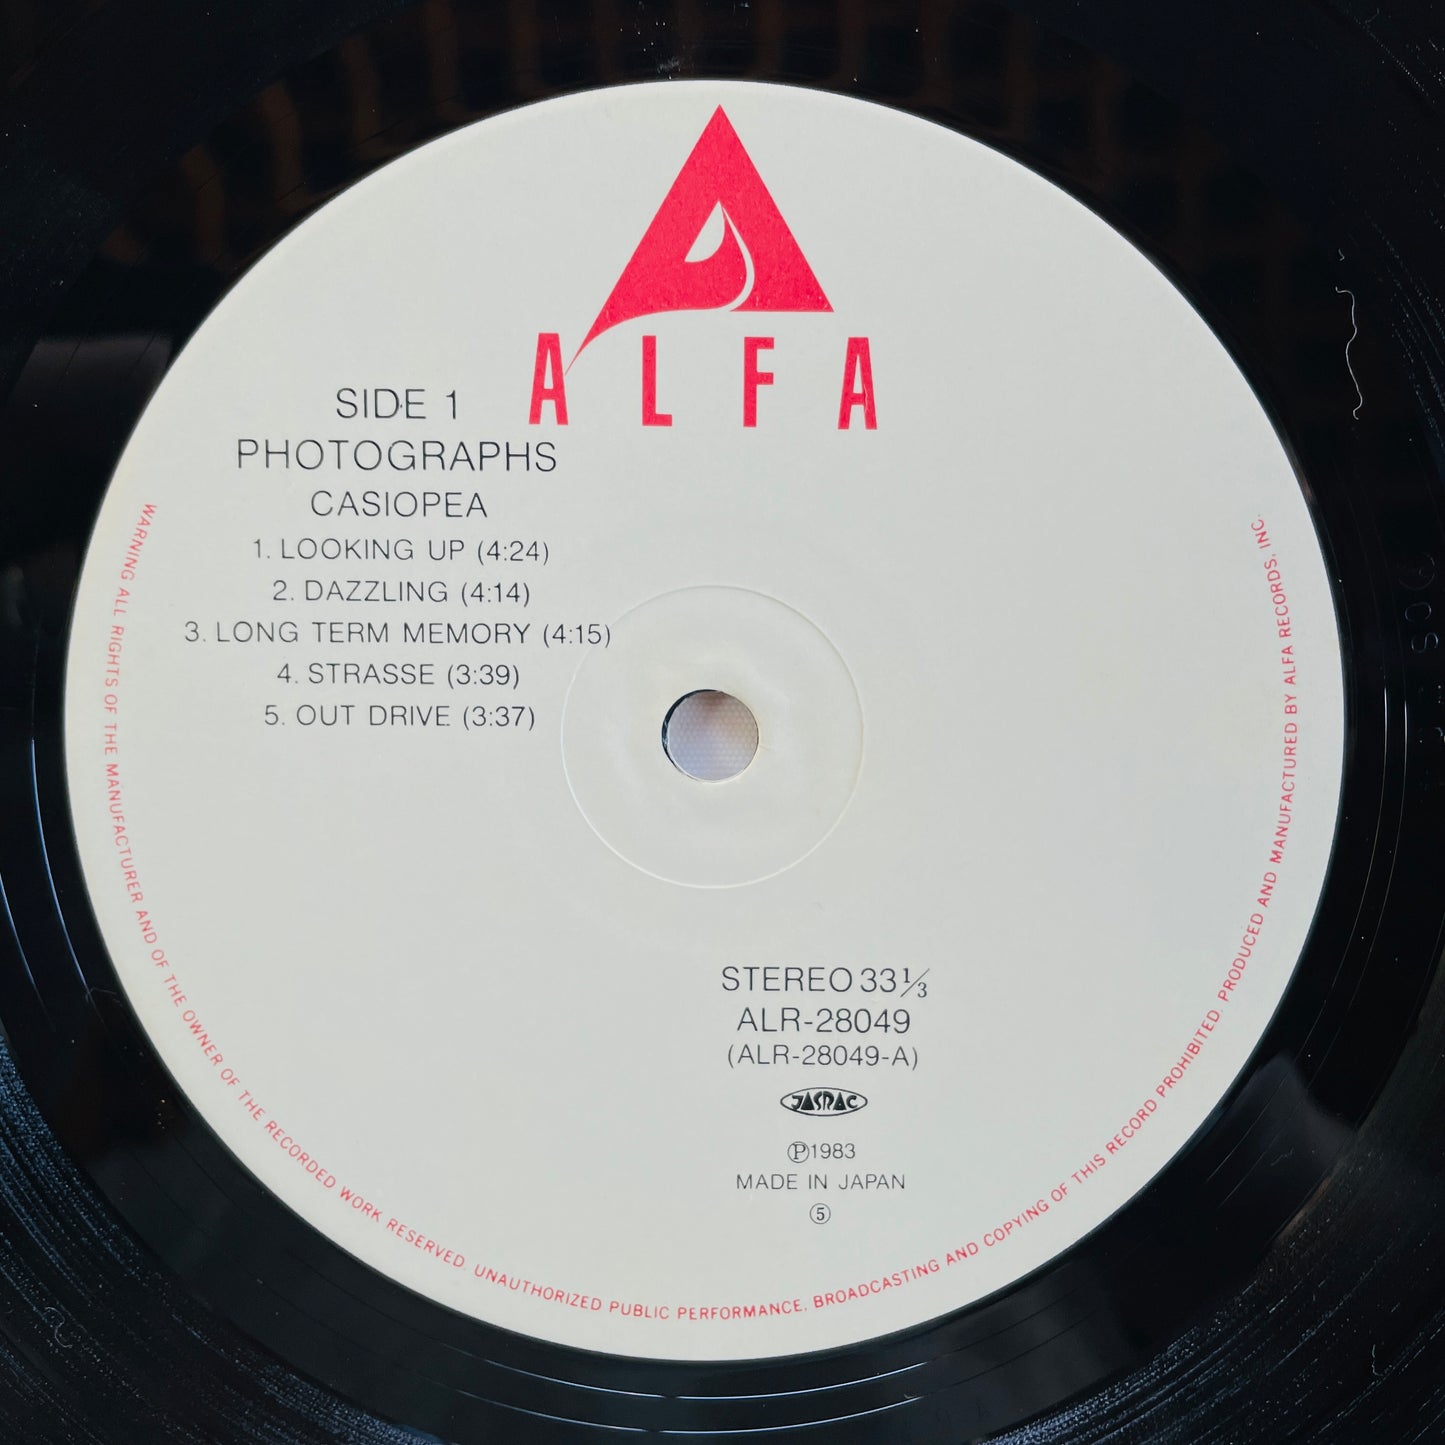 ALFA
SIDE 1
PHOTOGRAPHS
CASIOPEA
1. LOOKING UP (4:24)
2. DAZZLING (4:14)
3. LONG TERM MEMORY (4:15)
4. STRASSE (3:39)
5. OUT DRIVE (3:37)
STEREO 33 1/3
ALR-28049
(ALR-28049-A)
JASRAC
Ⓟ1983
MADE IN JAPAN
⑤
WARNING ALL RIGHTS OF THE MANUFACTURER AND OF THE OWNER OF THE RECORDED WORK RESERVED. UNAUTHORIZED PUBLIC PERFORMANCE, BROADCASTING AND COPYING OF THIS RECORD PROHIBITED. PRODUCED AND MANUFACTURED BY ALFA RECORDS, INC.